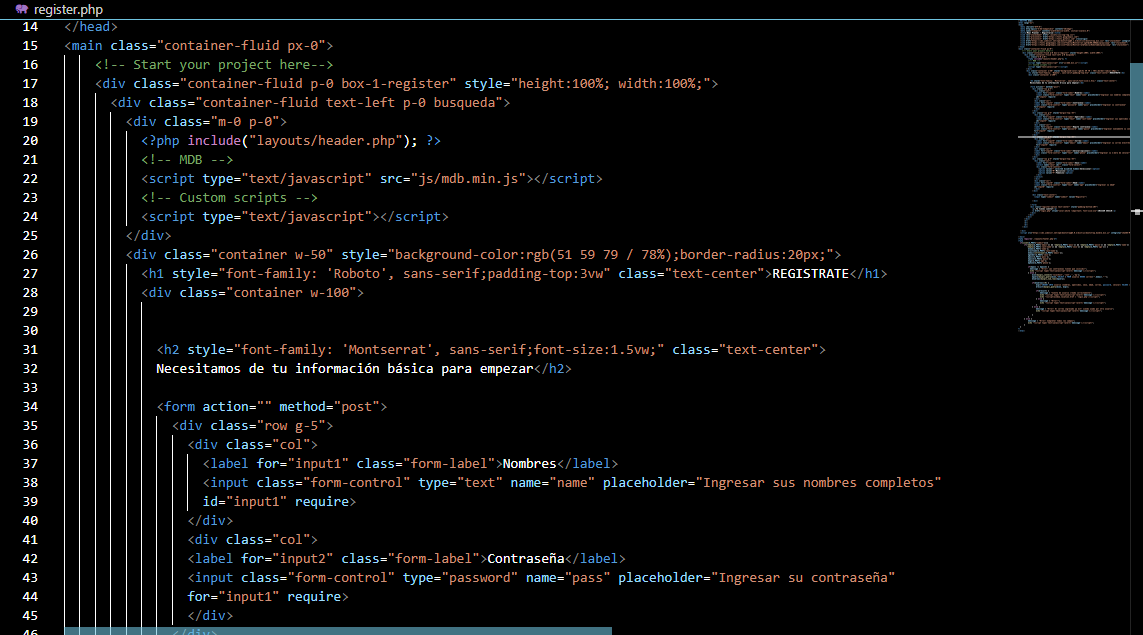 register.php
14 </head>
15 <main class="container-fluid px-0">
16 <!-- Start your project here-->
17 <div class="container-fluid p-0 box-1-register" style="height:100%; width:100%;">
18 <div class="container-fluid text-left p-0 busqueda">
19 <div class="m-0 p-0">
20 <?php include("layouts/header.php"); ?>
21 <!-- MDB -->
22 <script type="text/javascript" src="js/mdb.min.js"></script>
23 <!-- Custom scripts -->
24 <script type="text/javascript"></script>
25 </div>
26 <div class="container w-50" style="background-color:rgb(51 59 79 / 78%);border-radius:20px;">
27 <h1 style="font-family: 'Roboto', sans-serif;padding-top:3vw" class="text-center">REGISTRATE</h1>
28 <div class="container w-100">
29
30
31 <h2 style="font-family: 'Montserrat', sans-serif;font-size:1.5vw;" class="text-center">
32 Necesitamos de tu información básica para empezar</h2>
33
34 <form action="" method="post">
35 <div class="row g-5">
36 <div class="col">
37 <label for="input1" class="form-label">Nombres</label>
38 <input class="form-control" type="text" name="name" placeholder="Ingresar sus nombres completos"
39 id="input1" require>
40 </div>
41 <div class="col">
42 <label for="input2" class="form-label">Contraseña</label>
43 <input class="form-control" type="password" name="pass" placeholder="Ingresar su contraseña"
44 for="input1" require>
45 </div>
46 </div>